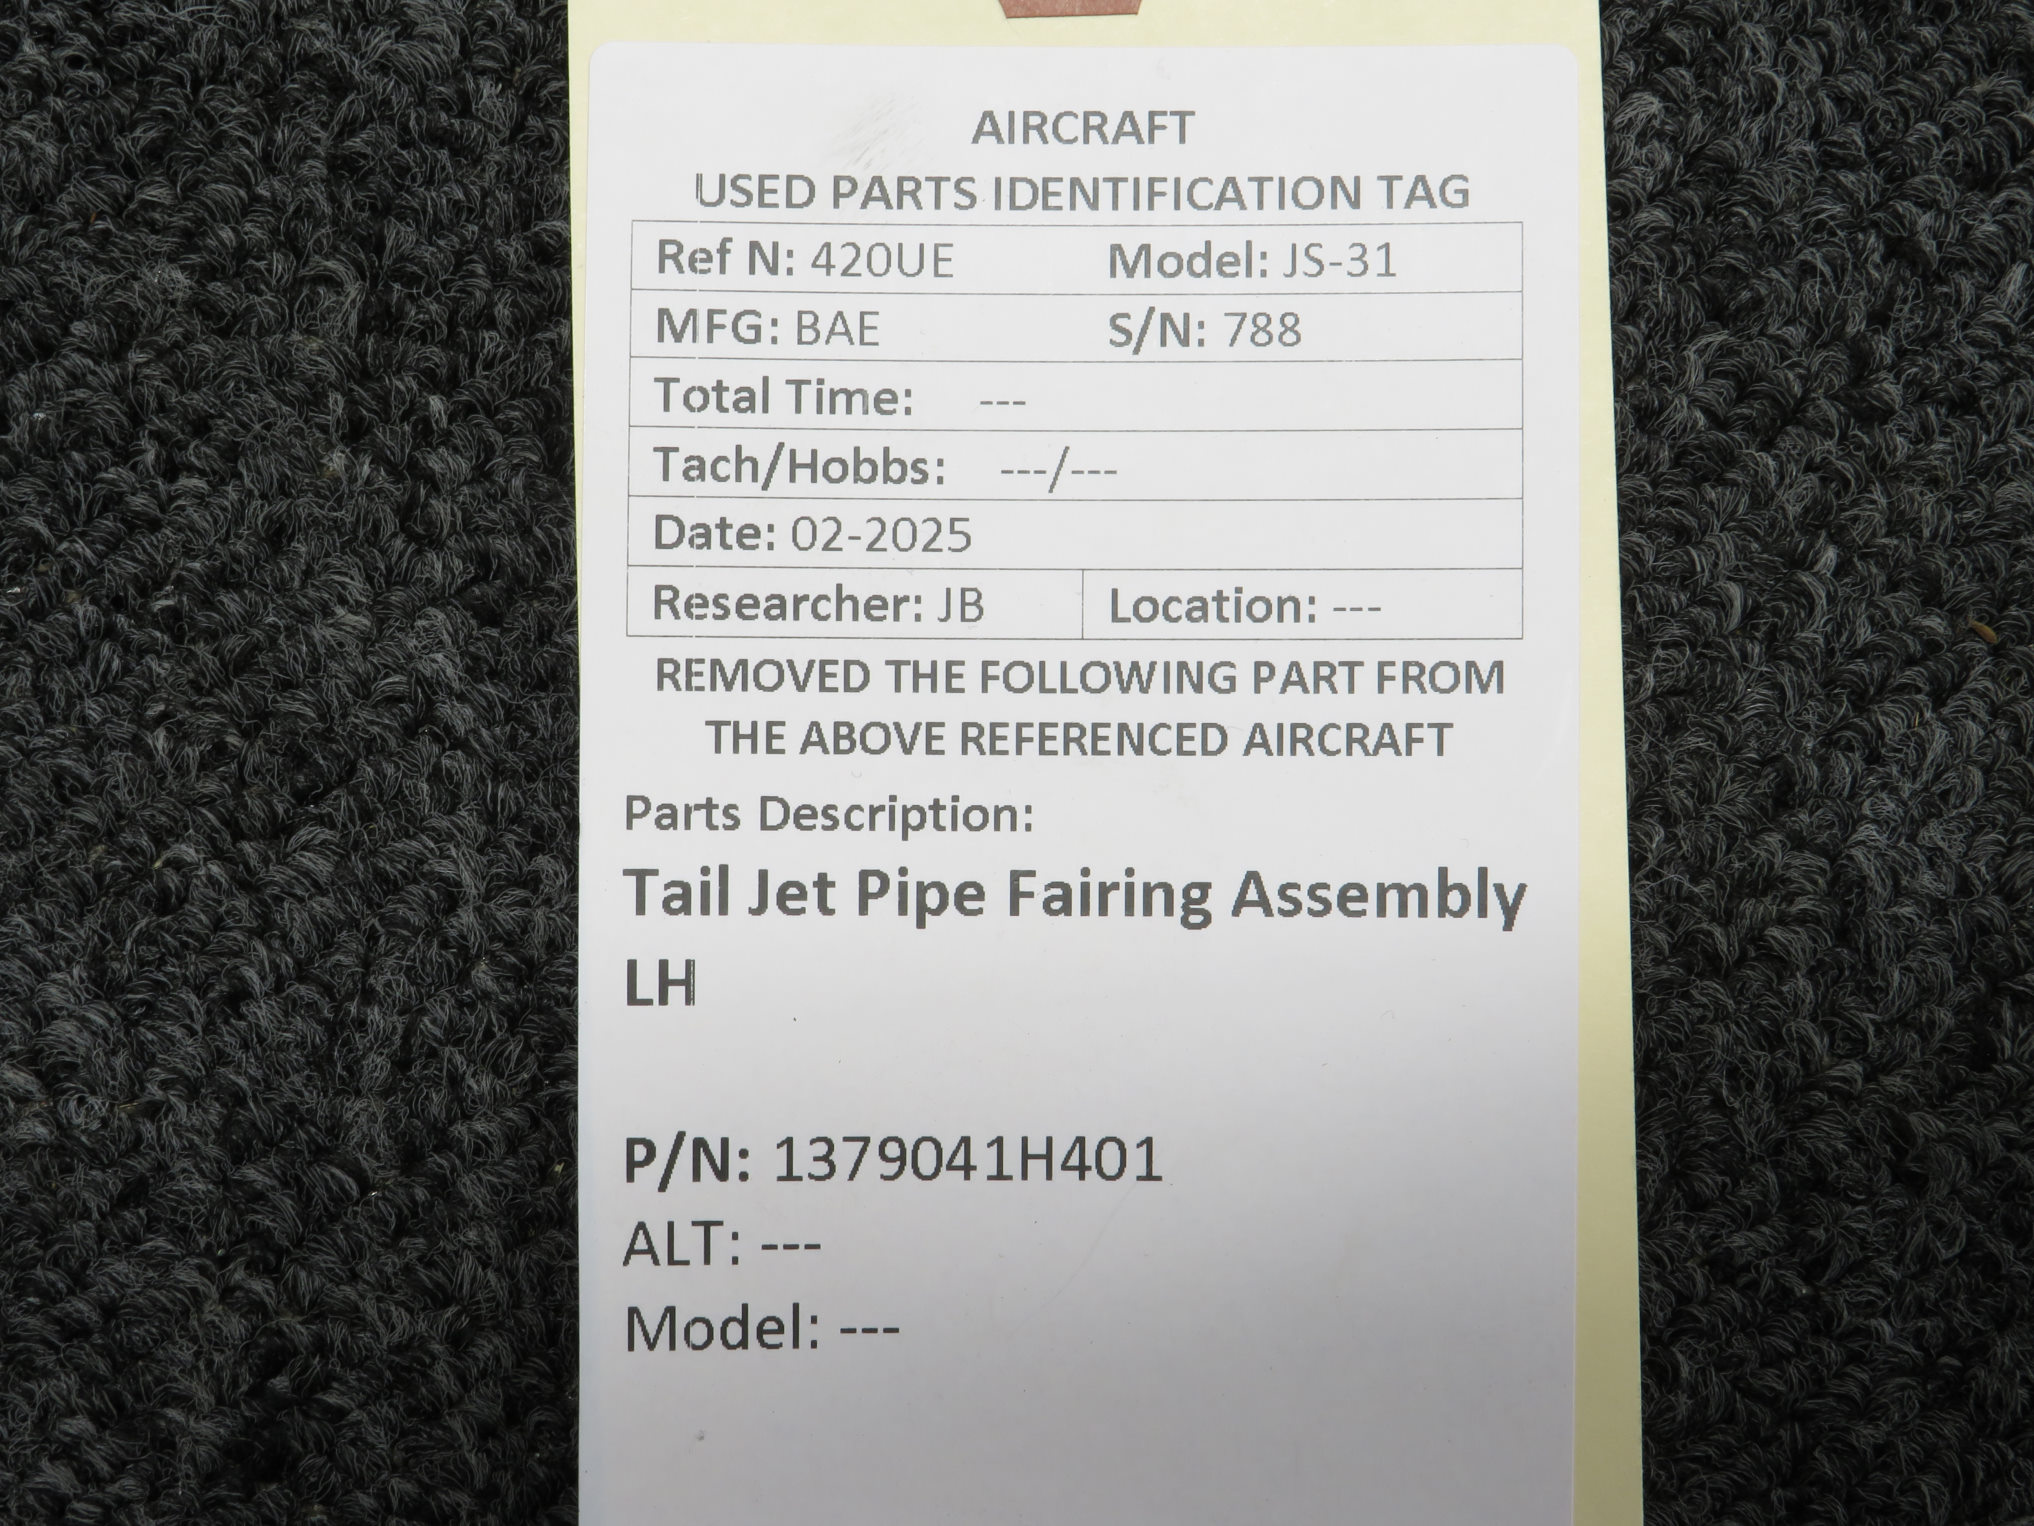 AIRCRAFT
USED PARTS IDENTIFICATION TAG
Ref N: 420UE Model: JS-31
MFG: BAE S/N: 788
Total Time: ---
Tach/Hobbs: ---/---
Date: 02-2025
Researcher: JB Location: ---
REMOVED THE FOLLOWING PART FROM
THE ABOVE REFERENCED AIRCRAFT
Parts Description:
Tail Jet Pipe Fairing Assembly
LH
P/N: 1379041H401
ALT: ---
Model: ---